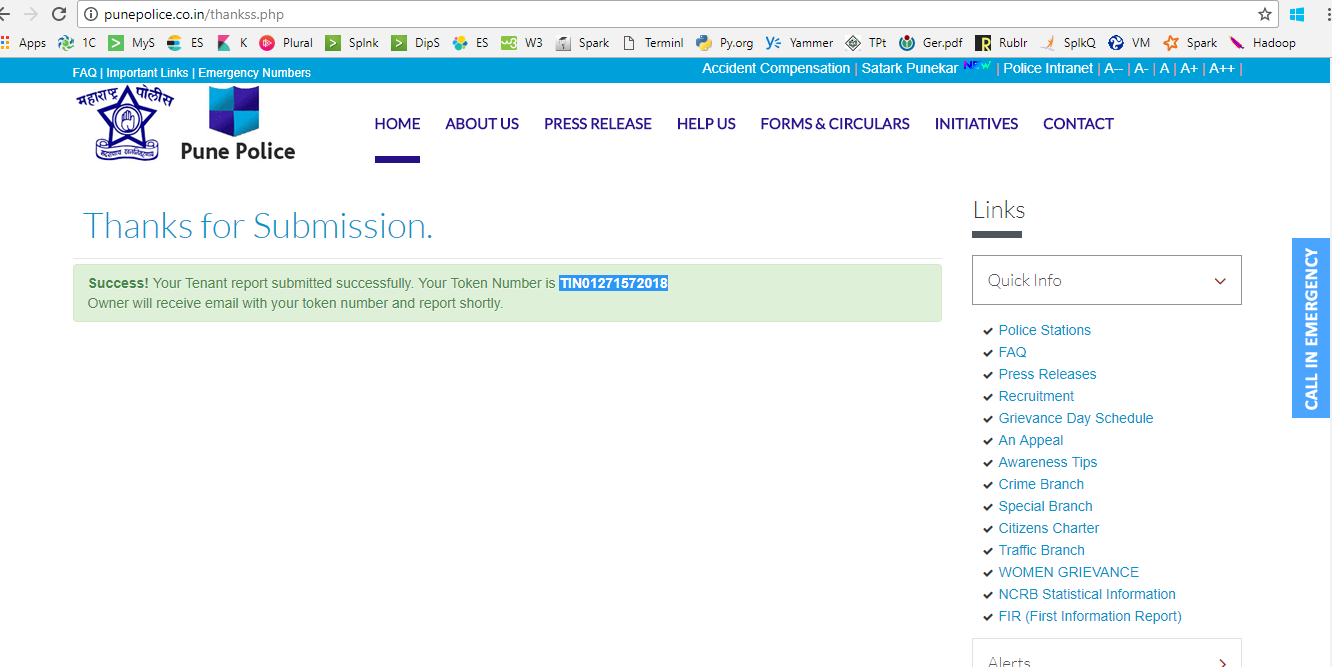 punepolice.co.in/thankss.php
Apps 1C MyS ES K Plural Splnk DipS ES W3 Spark Terminl Py.org Yammer TPt Ger.pdf Rublr SplkQ VM Spark Hadoop
FAQ | Important Links | Emergency Numbers
Accident Compensation | Satark Punekar NEW | Police Intranet | A-- | A- | A | A+ | A++ |
महाराष्ट्र पोलीस
Pune Police
HOME ABOUT US PRESS RELEASE HELP US FORMS & CIRCULARS INITIATIVES CONTACT
Thanks for Submission.
Success! Your Tenant report submitted successfully. Your Token Number is TIN01271572018
Owner will receive email with your token number and report shortly.
Links
Quick Info
Police Stations
FAQ
Press Releases
Recruitment
Grievance Day Schedule
An Appeal
Awareness Tips
Crime Branch
Special Branch
Citizens Charter
Traffic Branch
WOMEN GRIEVANCE
NCRB Statistical Information
FIR (First Information Report)
Alerts
CALL IN EMERGENCY